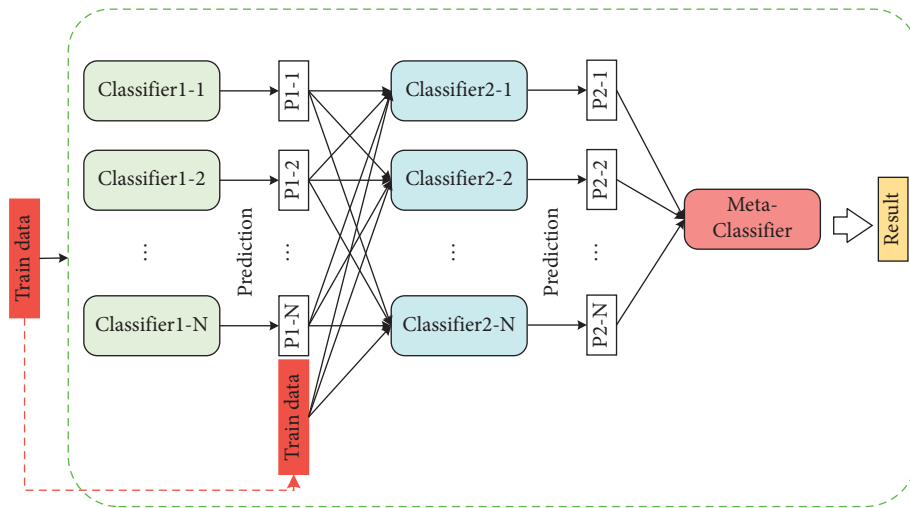 Train data
Classifier1-1
Classifier1-2
...
Classifier1-N
Prediction
P1-1
P1-2
...
P1-N
Train data
Classifier2-1
Classifier2-2
...
Classifier2-N
Prediction
P2-1
P2-2
...
P2-N
Meta-
Classifier
Result